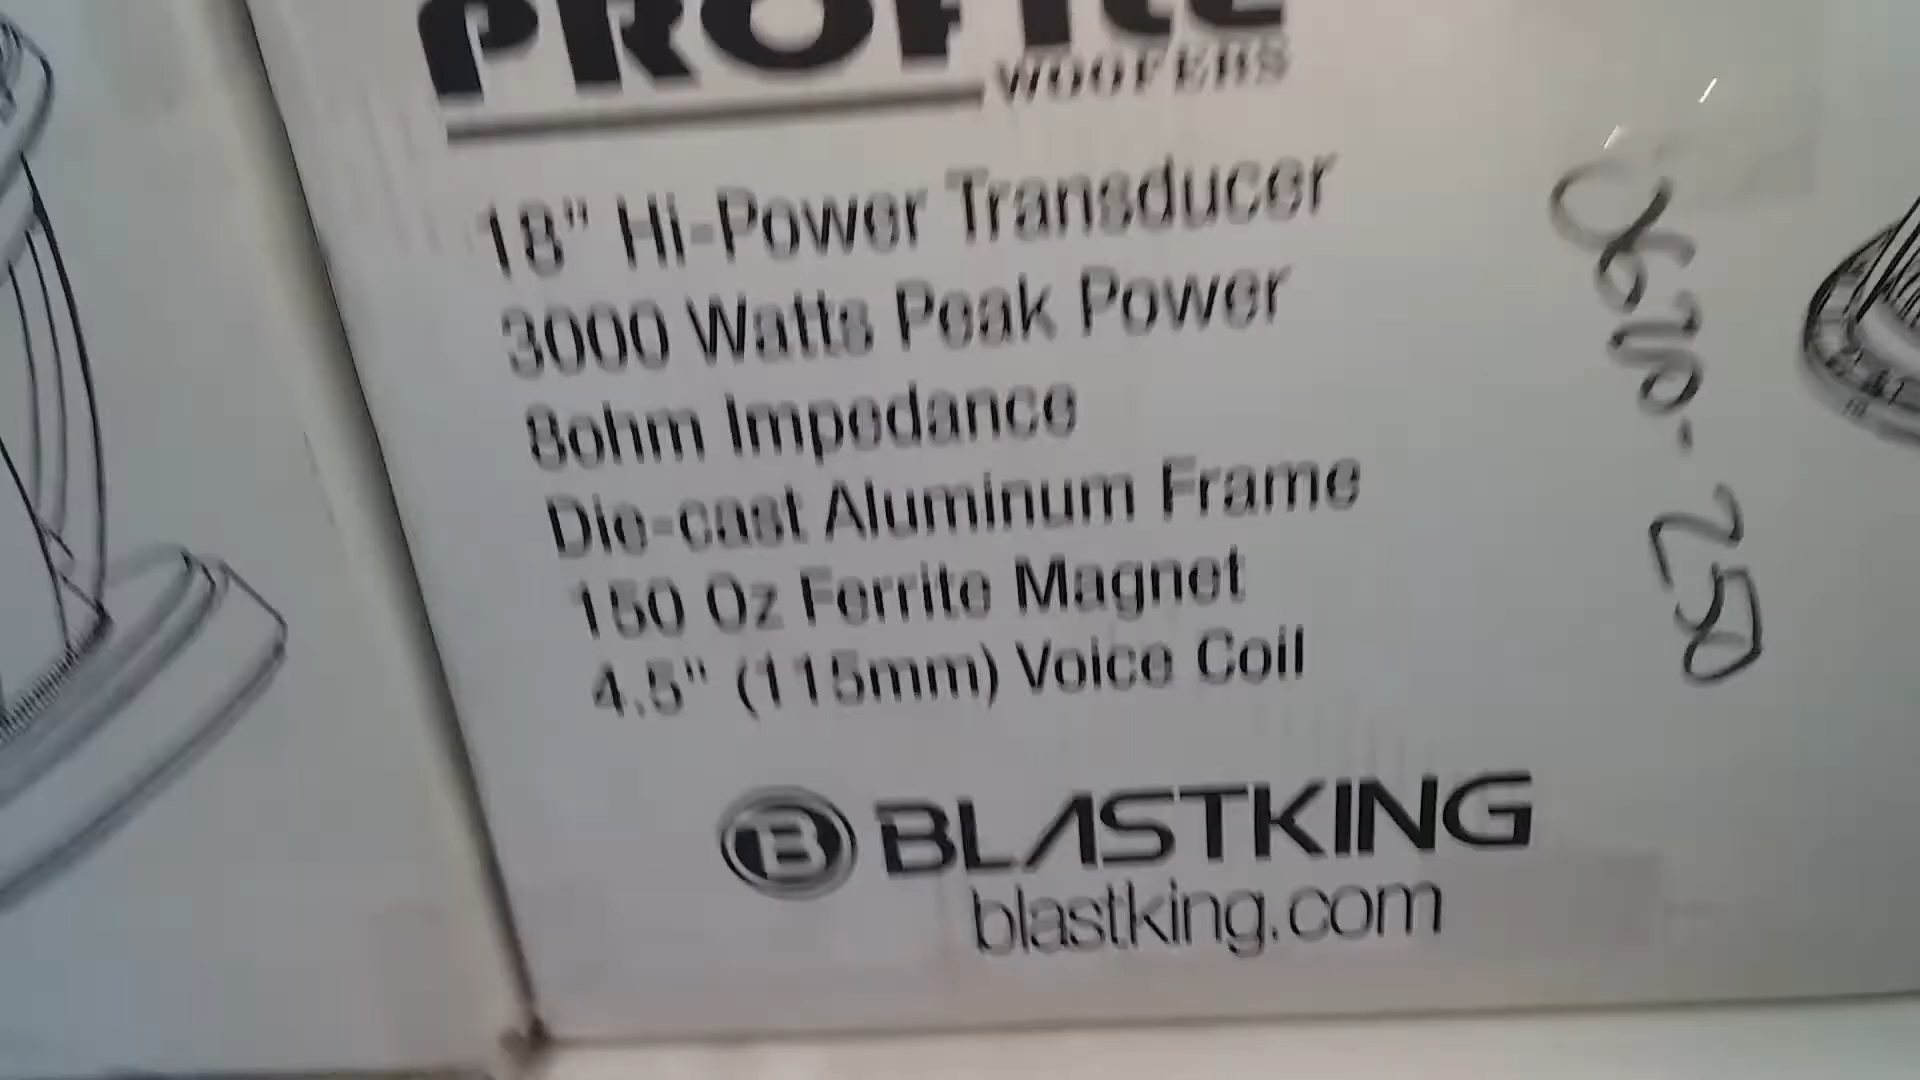 PROFILE
WOOFERS
18" Hi-Power Transducer
3000 Watts Peak Power
8ohm Impedance
Die-cast Aluminum Frame
150 Oz Ferrite Magnet
4.5" (115mm) Voice Coil
B BLASTKING
blastking.com
250